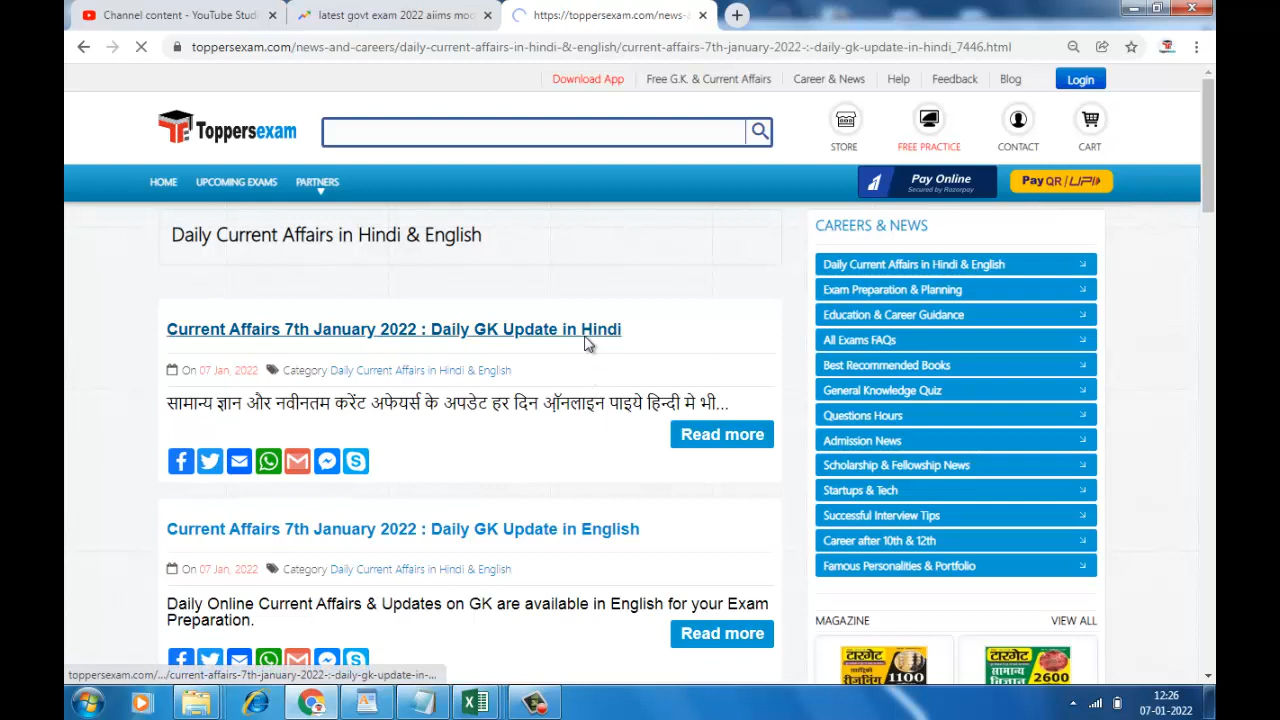 Channel content - YouTube Stud
latest govt exam 2022 aiims moc
https://toppersexam.com/news-a
toppersexam.com/news-and-careers/daily-current-affairs-in-hindi-&-english/current-affairs-7th-january-2022-:-daily-gk-update-in-hindi_7446.html
Download App
Free G.K. & Current Affairs
Career & News
Help
Feedback
Blog
Login
Toppersexam
STORE
FREE PRACTICE
CONTACT
CART
HOME
UPCOMING EXAMS
PARTNERS
Pay Online
Secured by Razorpay
Pay QR / UPI
Daily Current Affairs in Hindi & English
Current Affairs 7th January 2022 : Daily GK Update in Hindi
On 07 Jan, 2022 Category Daily Current Affairs in Hindi & English
सामान्य ज्ञान और नवीनतम करेंट अफेयर्स के अपडेट हर दिन ऑनलाइन पाइये हिन्दी मे भी...
Read more
Current Affairs 7th January 2022 : Daily GK Update in English
On 07 Jan, 2022 Category Daily Current Affairs in Hindi & English
Daily Online Current Affairs & Updates on GK are available in English for your Exam
Preparation.
Read more
CAREERS & NEWS
Daily Current Affairs in Hindi & English
Exam Preparation & Planning
Education & Career Guidance
All Exams FAQs
Best Recommended Books
General Knowledge Quiz
Questions Hours
Admission News
Scholarship & Fellowship News
Startups & Tech
Successful Interview Tips
Career after 10th & 12th
Famous Personalities & Portfolio
MAGAZINE
VIEW ALL
टारगेट
रीजनिंग 1100
टारगेट
सामान्य विज्ञान 2600
toppersexam.com/.../current-affairs-7th-january-2022-:-daily-gk-update-in-...
12:26
07-01-2022